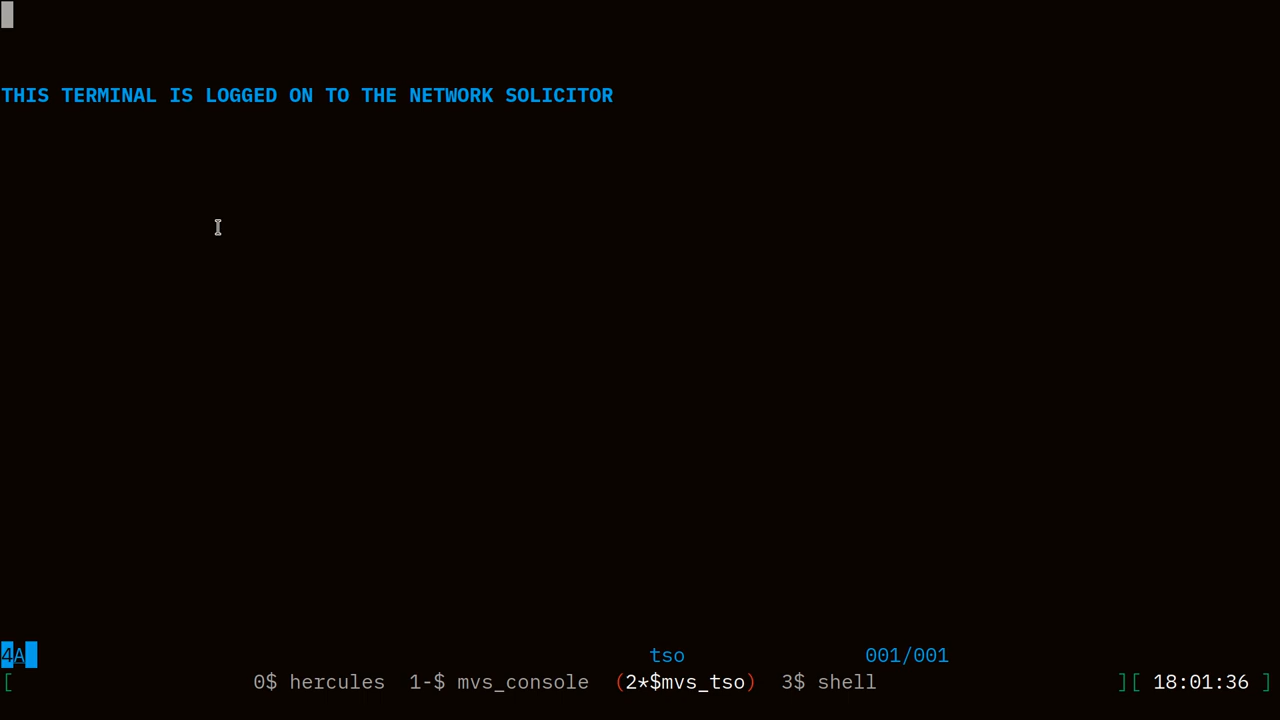 THIS TERMINAL IS LOGGED ON TO THE NETWORK SOLICITOR
4A tso 001/001
[ 0$ hercules 1-$ mvs_console (2*$mvs_tso) 3$ shell ][ 18:01:36 ]